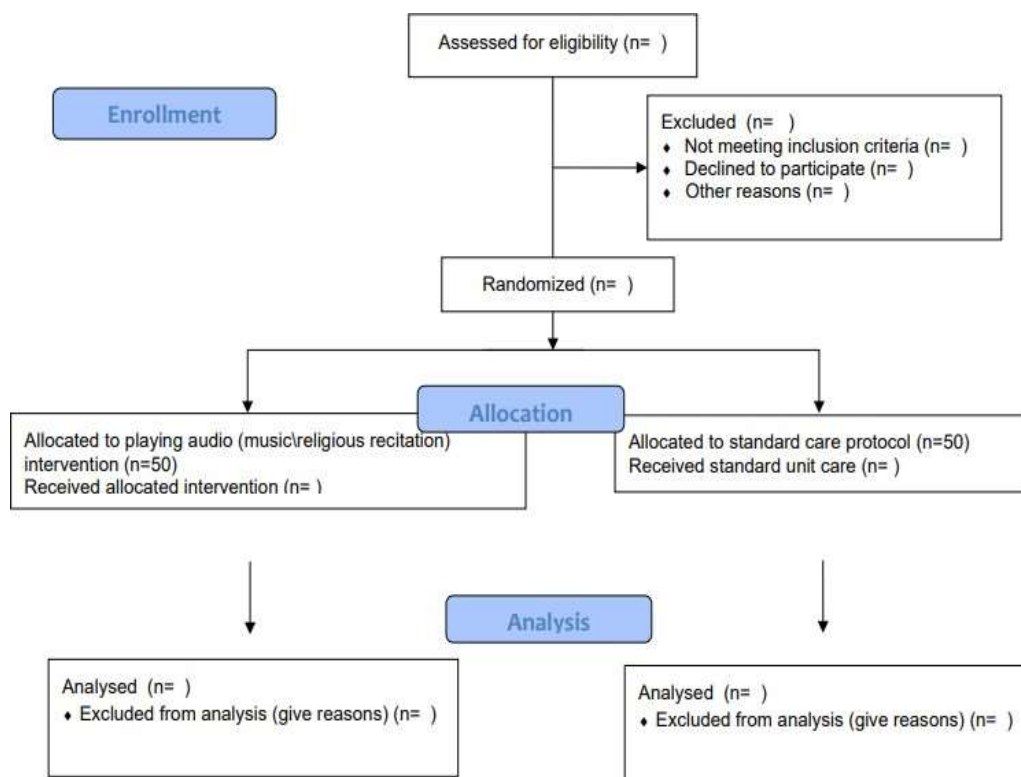 Assessed for eligibility (n=  )
Enrollment
Excluded  (n=  )
♦ Not meeting inclusion criteria (n=  )
♦ Declined to participate (n=  )
♦ Other reasons (n=  )
Randomized (n=  )
Allocation
Allocated to playing audio (music\religious recitation)
intervention (n=50)
Received allocated intervention (n=  )
Allocated to standard care protocol (n=50)
Received standard unit care (n= )
Analysis
Analysed  (n=  )
♦ Excluded from analysis (give reasons) (n=  )
Analysed  (n=  )
♦ Excluded from analysis (give reasons) (n=  )